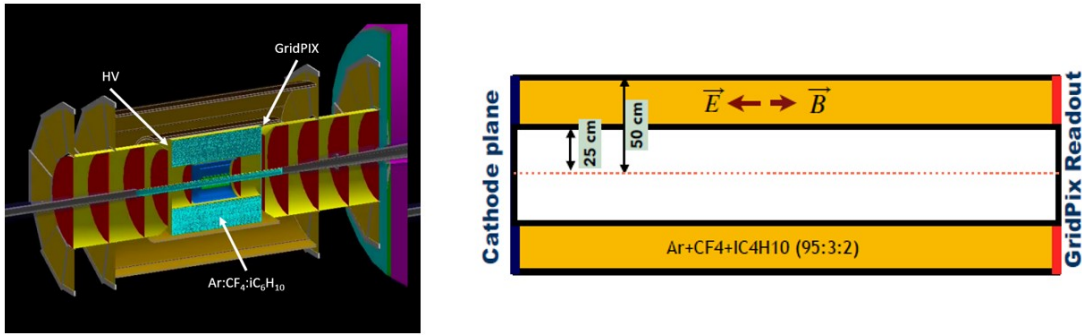 HV
GridPIX
Ar:CF₄:iC₆H₁₀
Cathode plane
E
B
25 cm
50 cm
Ar+CF4+IC4H10 (95:3:2)
GridPix Readout